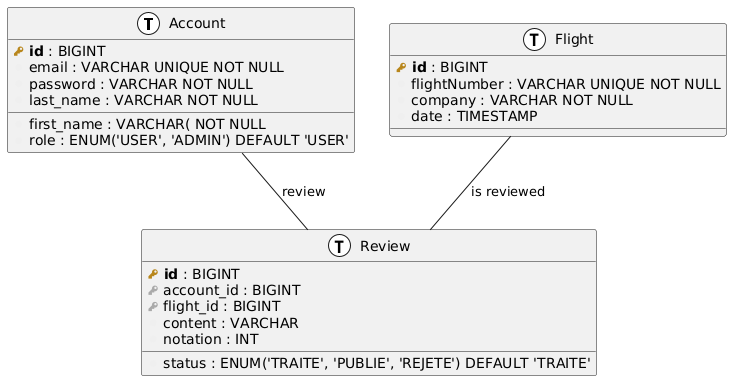 T Account
id : BIGINT
email : VARCHAR UNIQUE NOT NULL
password : VARCHAR NOT NULL
last_name : VARCHAR NOT NULL
first_name : VARCHAR( NOT NULL
role : ENUM('USER', 'ADMIN') DEFAULT 'USER'
T Flight
id : BIGINT
flightNumber : VARCHAR UNIQUE NOT NULL
company : VARCHAR NOT NULL
date : TIMESTAMP
review
is reviewed
T Review
id : BIGINT
account_id : BIGINT
flight_id : BIGINT
content : VARCHAR
notation : INT
status : ENUM('TRAITE', 'PUBLIE', 'REJETE') DEFAULT 'TRAITE'